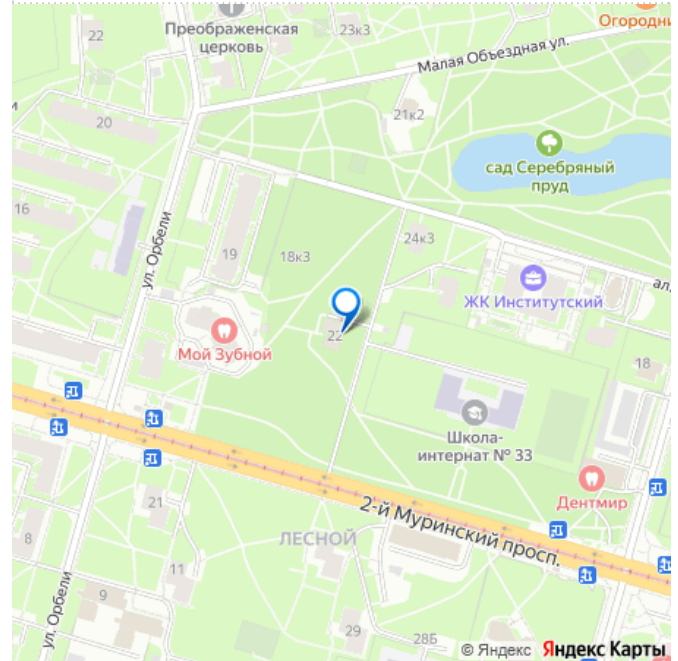 22
Преображенская
церковь
23к3
Огородни
Малая Объездная ул.
21к2
и
20
сад Серебряный
пруд
16
ул. Орбели
19
18к3
24к3
ал.
ЖК Институтский
22
Мой Зубной
18
Школа-
интернат № 33
Дентмир
21
2-й Муринский просп.
ЛЕСНОЙ
8
11
9
ул. Орбели
29
28Б
© Яндекс Яндекс Карты